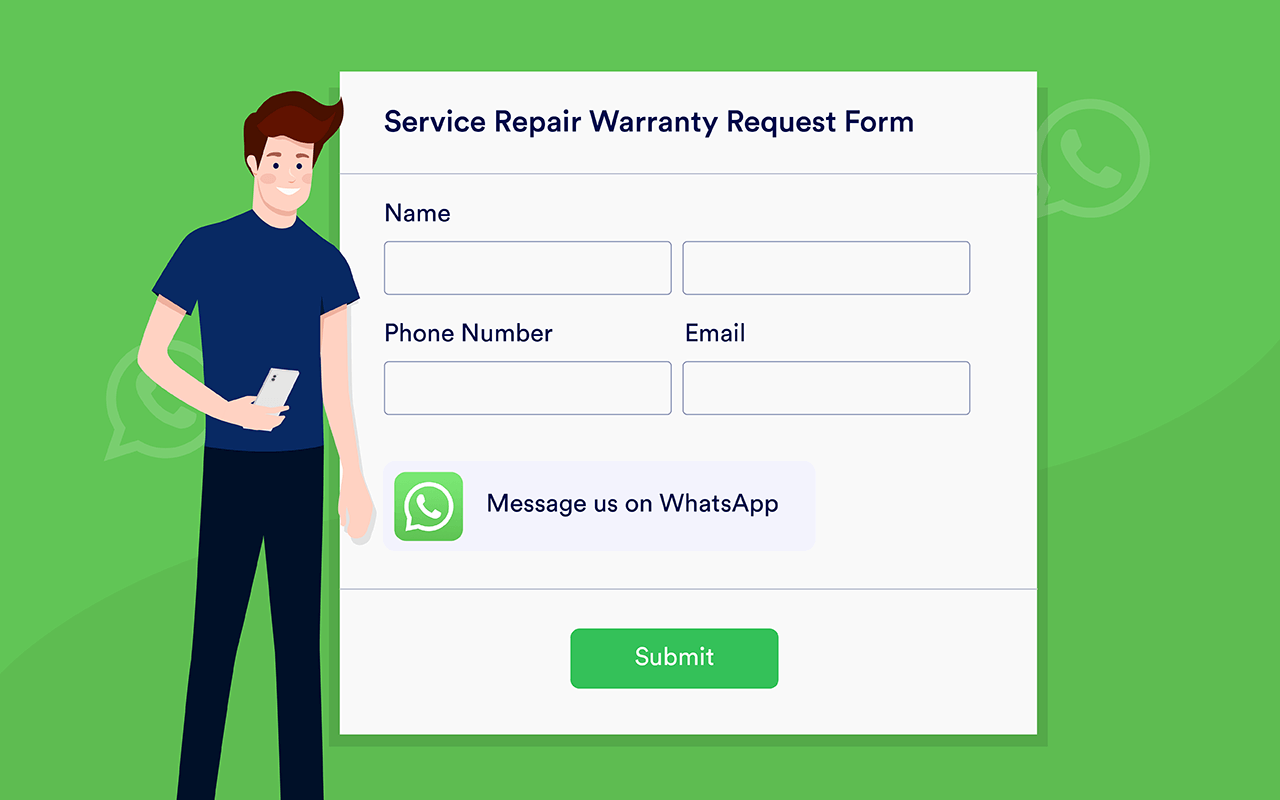 Service Repair Warranty Request Form
Name
Phone Number
Email
Message us on WhatsApp
Submit